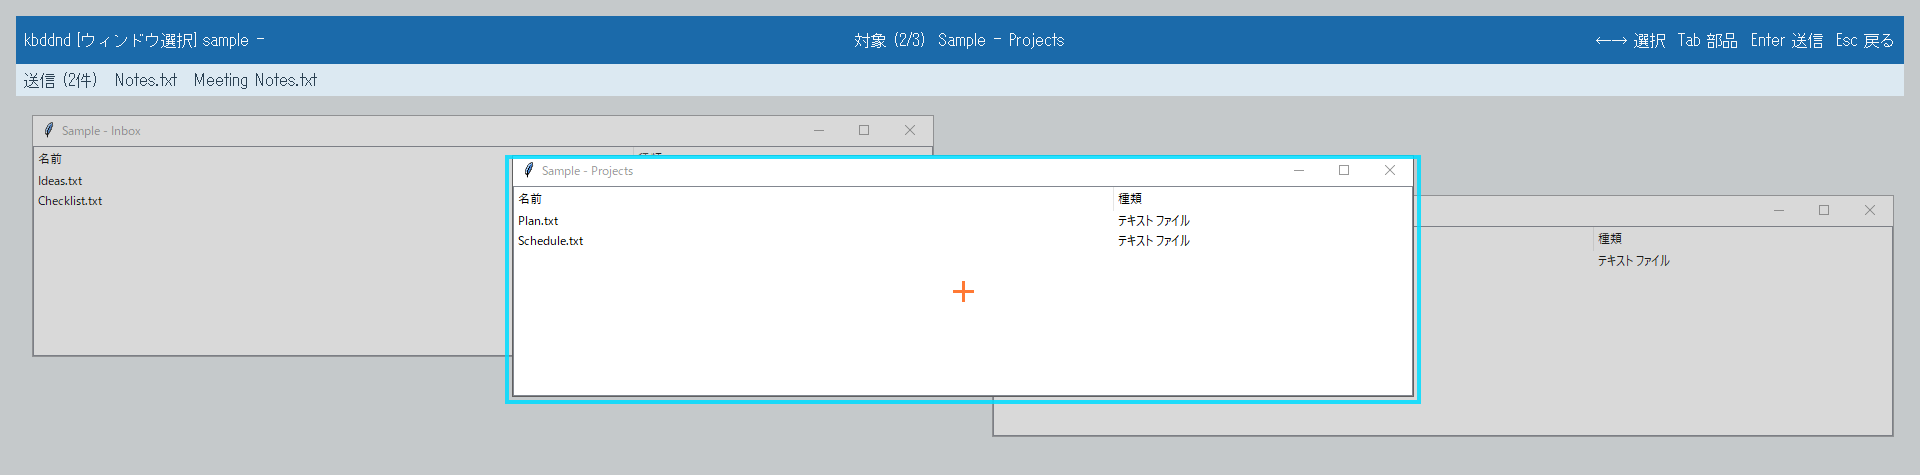 kbddnd [ウィンドウ選択] sample -
対象 (2/3) Sample - Projects
←→ 選択 Tab 部品 Enter 送信 Esc 戻る
送信 (2件) Notes.txt Meeting Notes.txt
Sample - Inbox
名前
Ideas.txt
Checklist.txt
Sample - Projects
名前 種類
Plan.txt テキスト ファイル
Schedule.txt テキスト ファイル
種類
テキスト ファイル